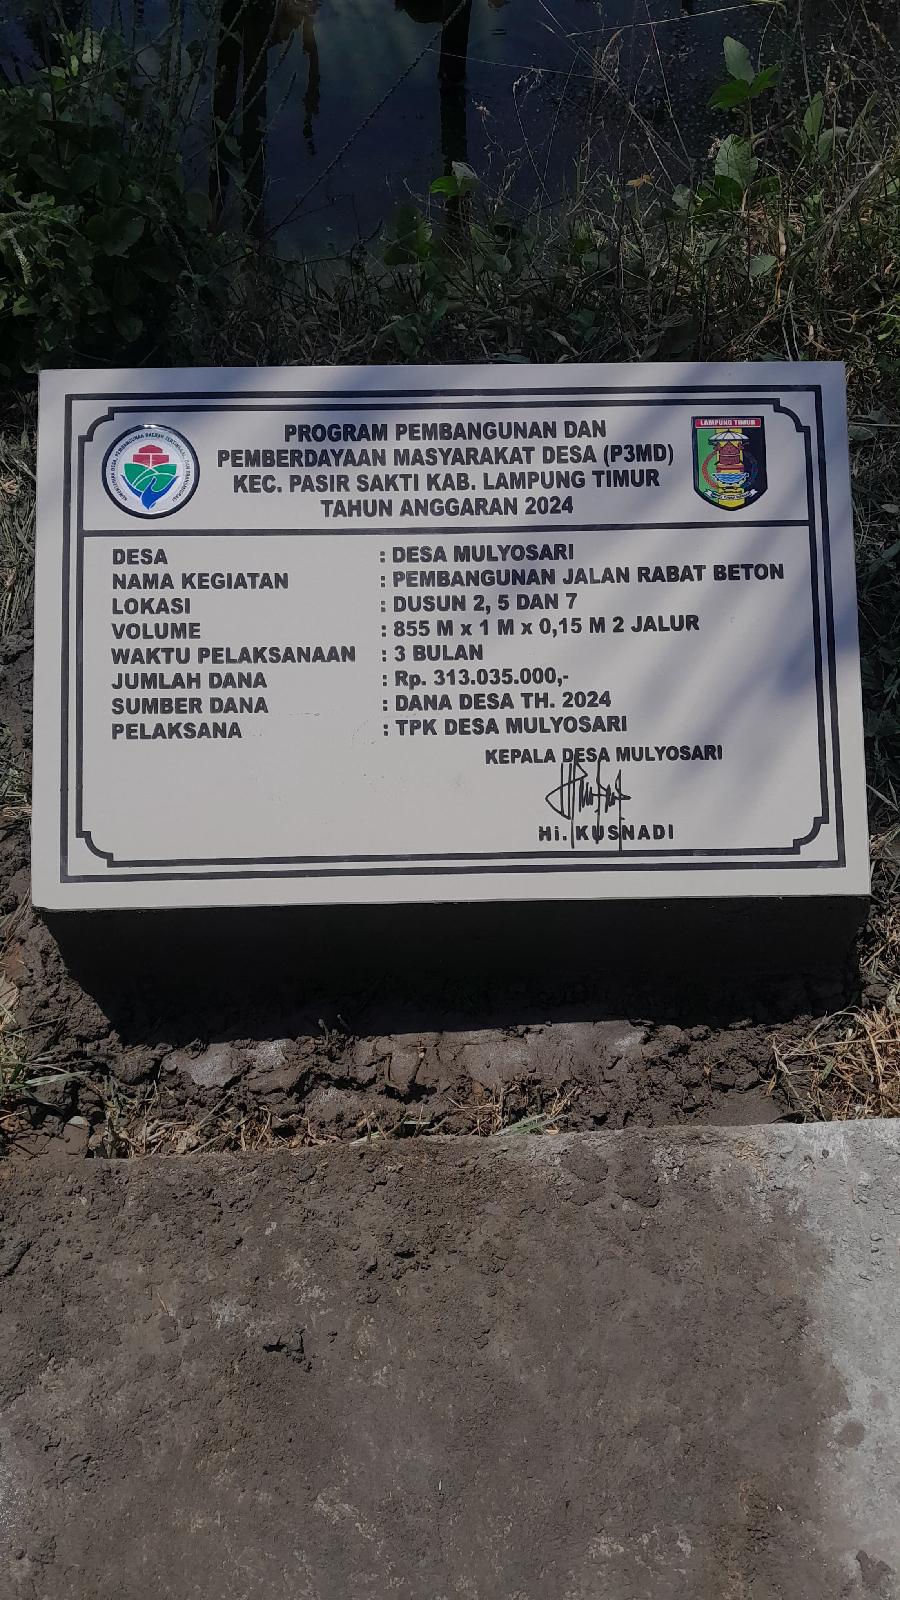 PROGRAM PEMBANGUNAN DAN
PEMBERDAYAAN MASYARAKAT DESA (P3MD)
KEC. PASIR SAKTI KAB. LAMPUNG TIMUR
TAHUN ANGGARAN 2024
LAMPUNG TIMUR
DESA : DESA MULYOSARI
NAMA KEGIATAN : PEMBANGUNAN JALAN RABAT BETON
LOKASI : DUSUN 2, 5 DAN 7
VOLUME : 855 M x 1 M x 0,15 M 2 JALUR
WAKTU PELAKSANAAN : 3 BULAN
JUMLAH DANA : Rp. 313.035.000,-
SUMBER DANA : DANA DESA TH. 2024
PELAKSANA : TPK DESA MULYOSARI
KEPALA DESA MULYOSARI
Hi. KUSNADI